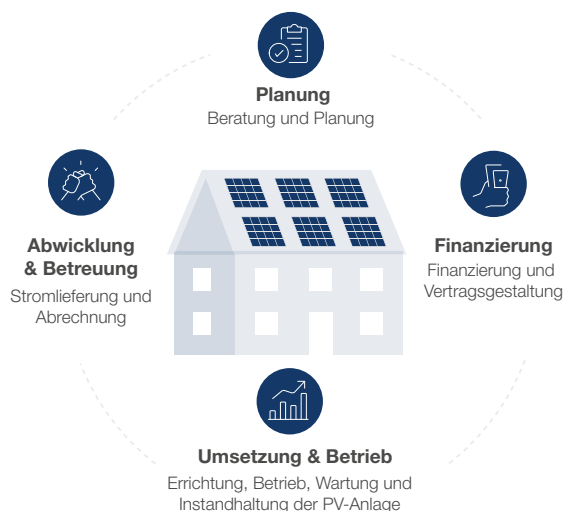 Planung
Beratung und Planung
Abwicklung
& Betreuung
Stromlieferung und
Abrechnung
Finanzierung
Finanzierung und
Vertragsgestaltung
Umsetzung & Betrieb
Errichtung, Betrieb, Wartung und
Instandhaltung der PV-Anlage